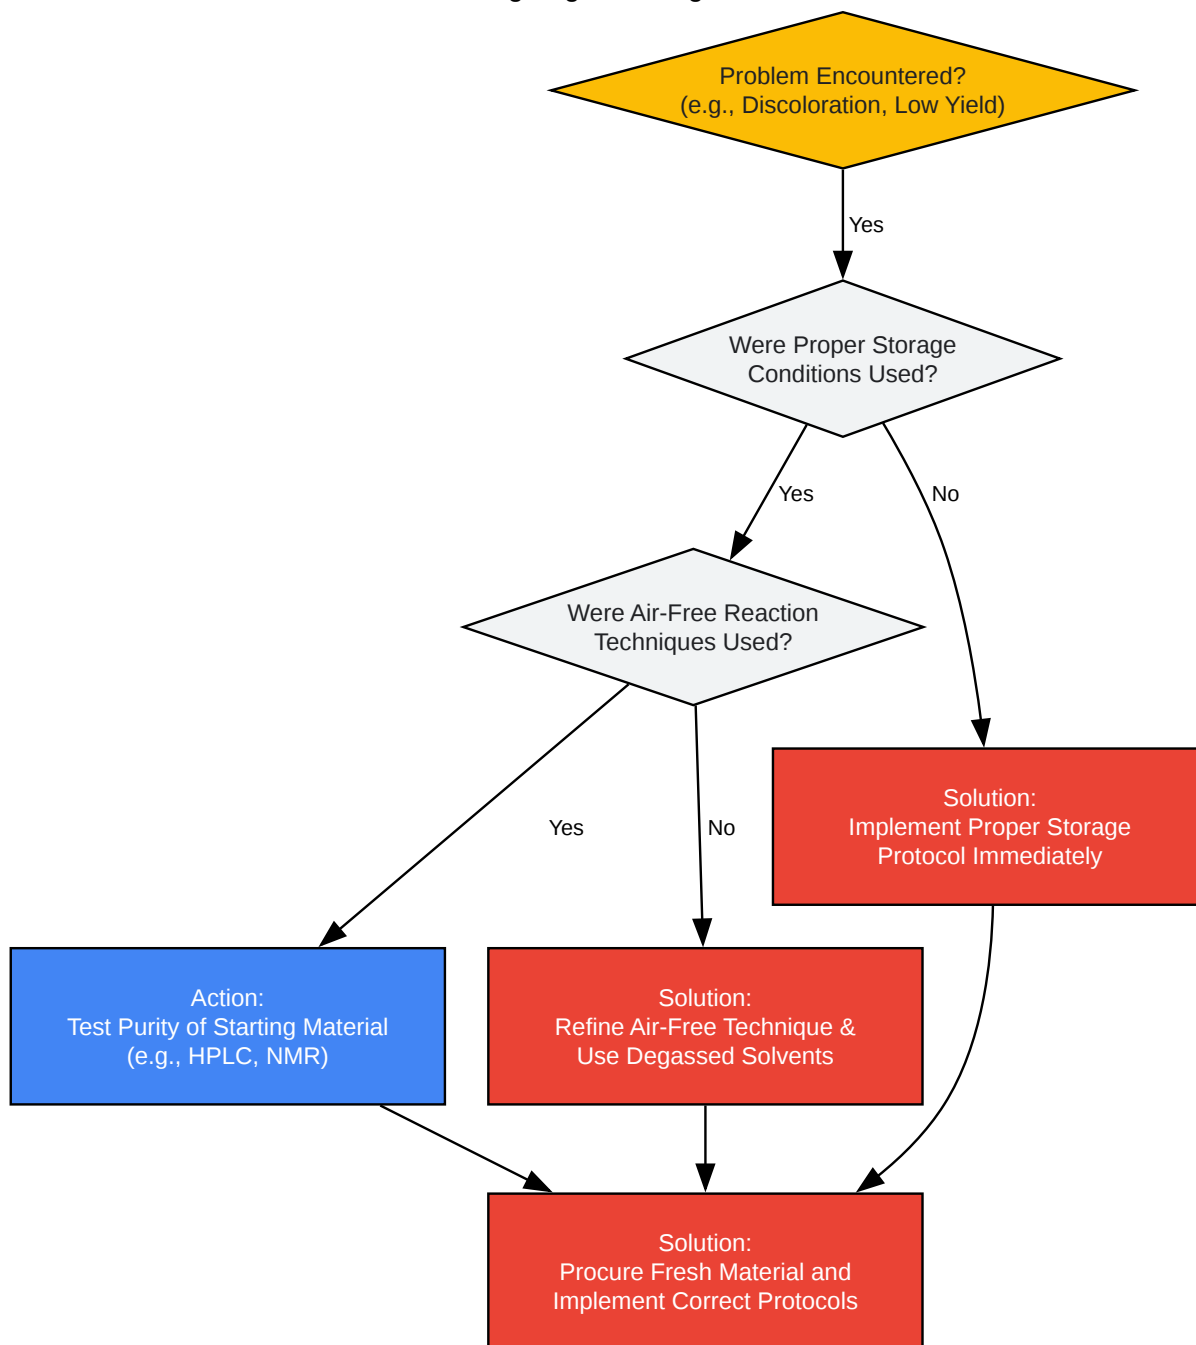 Problem Encountered?
(e.g., Discoloration, Low Yield)
Yes
Were Proper Storage
Conditions Used?
Yes
No
Were Air-Free Reaction
Techniques Used?
Solution:
Implement Proper Storage
Protocol Immediately
Yes
No
Action:
Test Purity of Starting Material
(e.g., HPLC, NMR)
Solution:
Refine Air-Free Technique &
Use Degassed Solvents
Solution:
Procure Fresh Material and
Implement Correct Protocols